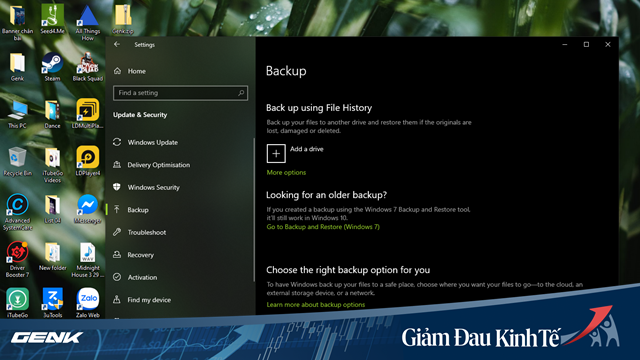 Banner chân
bài
Seed4.Me
All Things
How
Genk.zip
Genk
Steam
Black Squad
This PC
Dance
LDMultiPla...
Recycle Bin
iTubeGo
Videos
LDPlayer4
Advanced
SystemCare
List 54
Messenger
Driver
Booster 7
New folder
Midnight
House 3 29 ...
iTubeGo
3uTools
Zalo Web
Settings
Home
Find a setting
Update & Security
Windows Update
Delivery Optimisation
Windows Security
Backup
Troubleshoot
Recovery
Activation
Find my device
Backup
Back up using File History
Back up your files to another drive and restore them if the originals are
lost, damaged or deleted.
Add a drive
More options
Looking for an older backup?
If you created a backup using the Windows 7 Backup and Restore tool,
it'll still work in Windows 10.
Go to Backup and Restore (Windows 7)
Choose the right backup option for you
To have Windows back up your files to a safe place, choose where you want your files to go—to the cloud, an
external storage device, or a network.
Learn more about backup options
GENK
Giảm Đau Kinh Tế